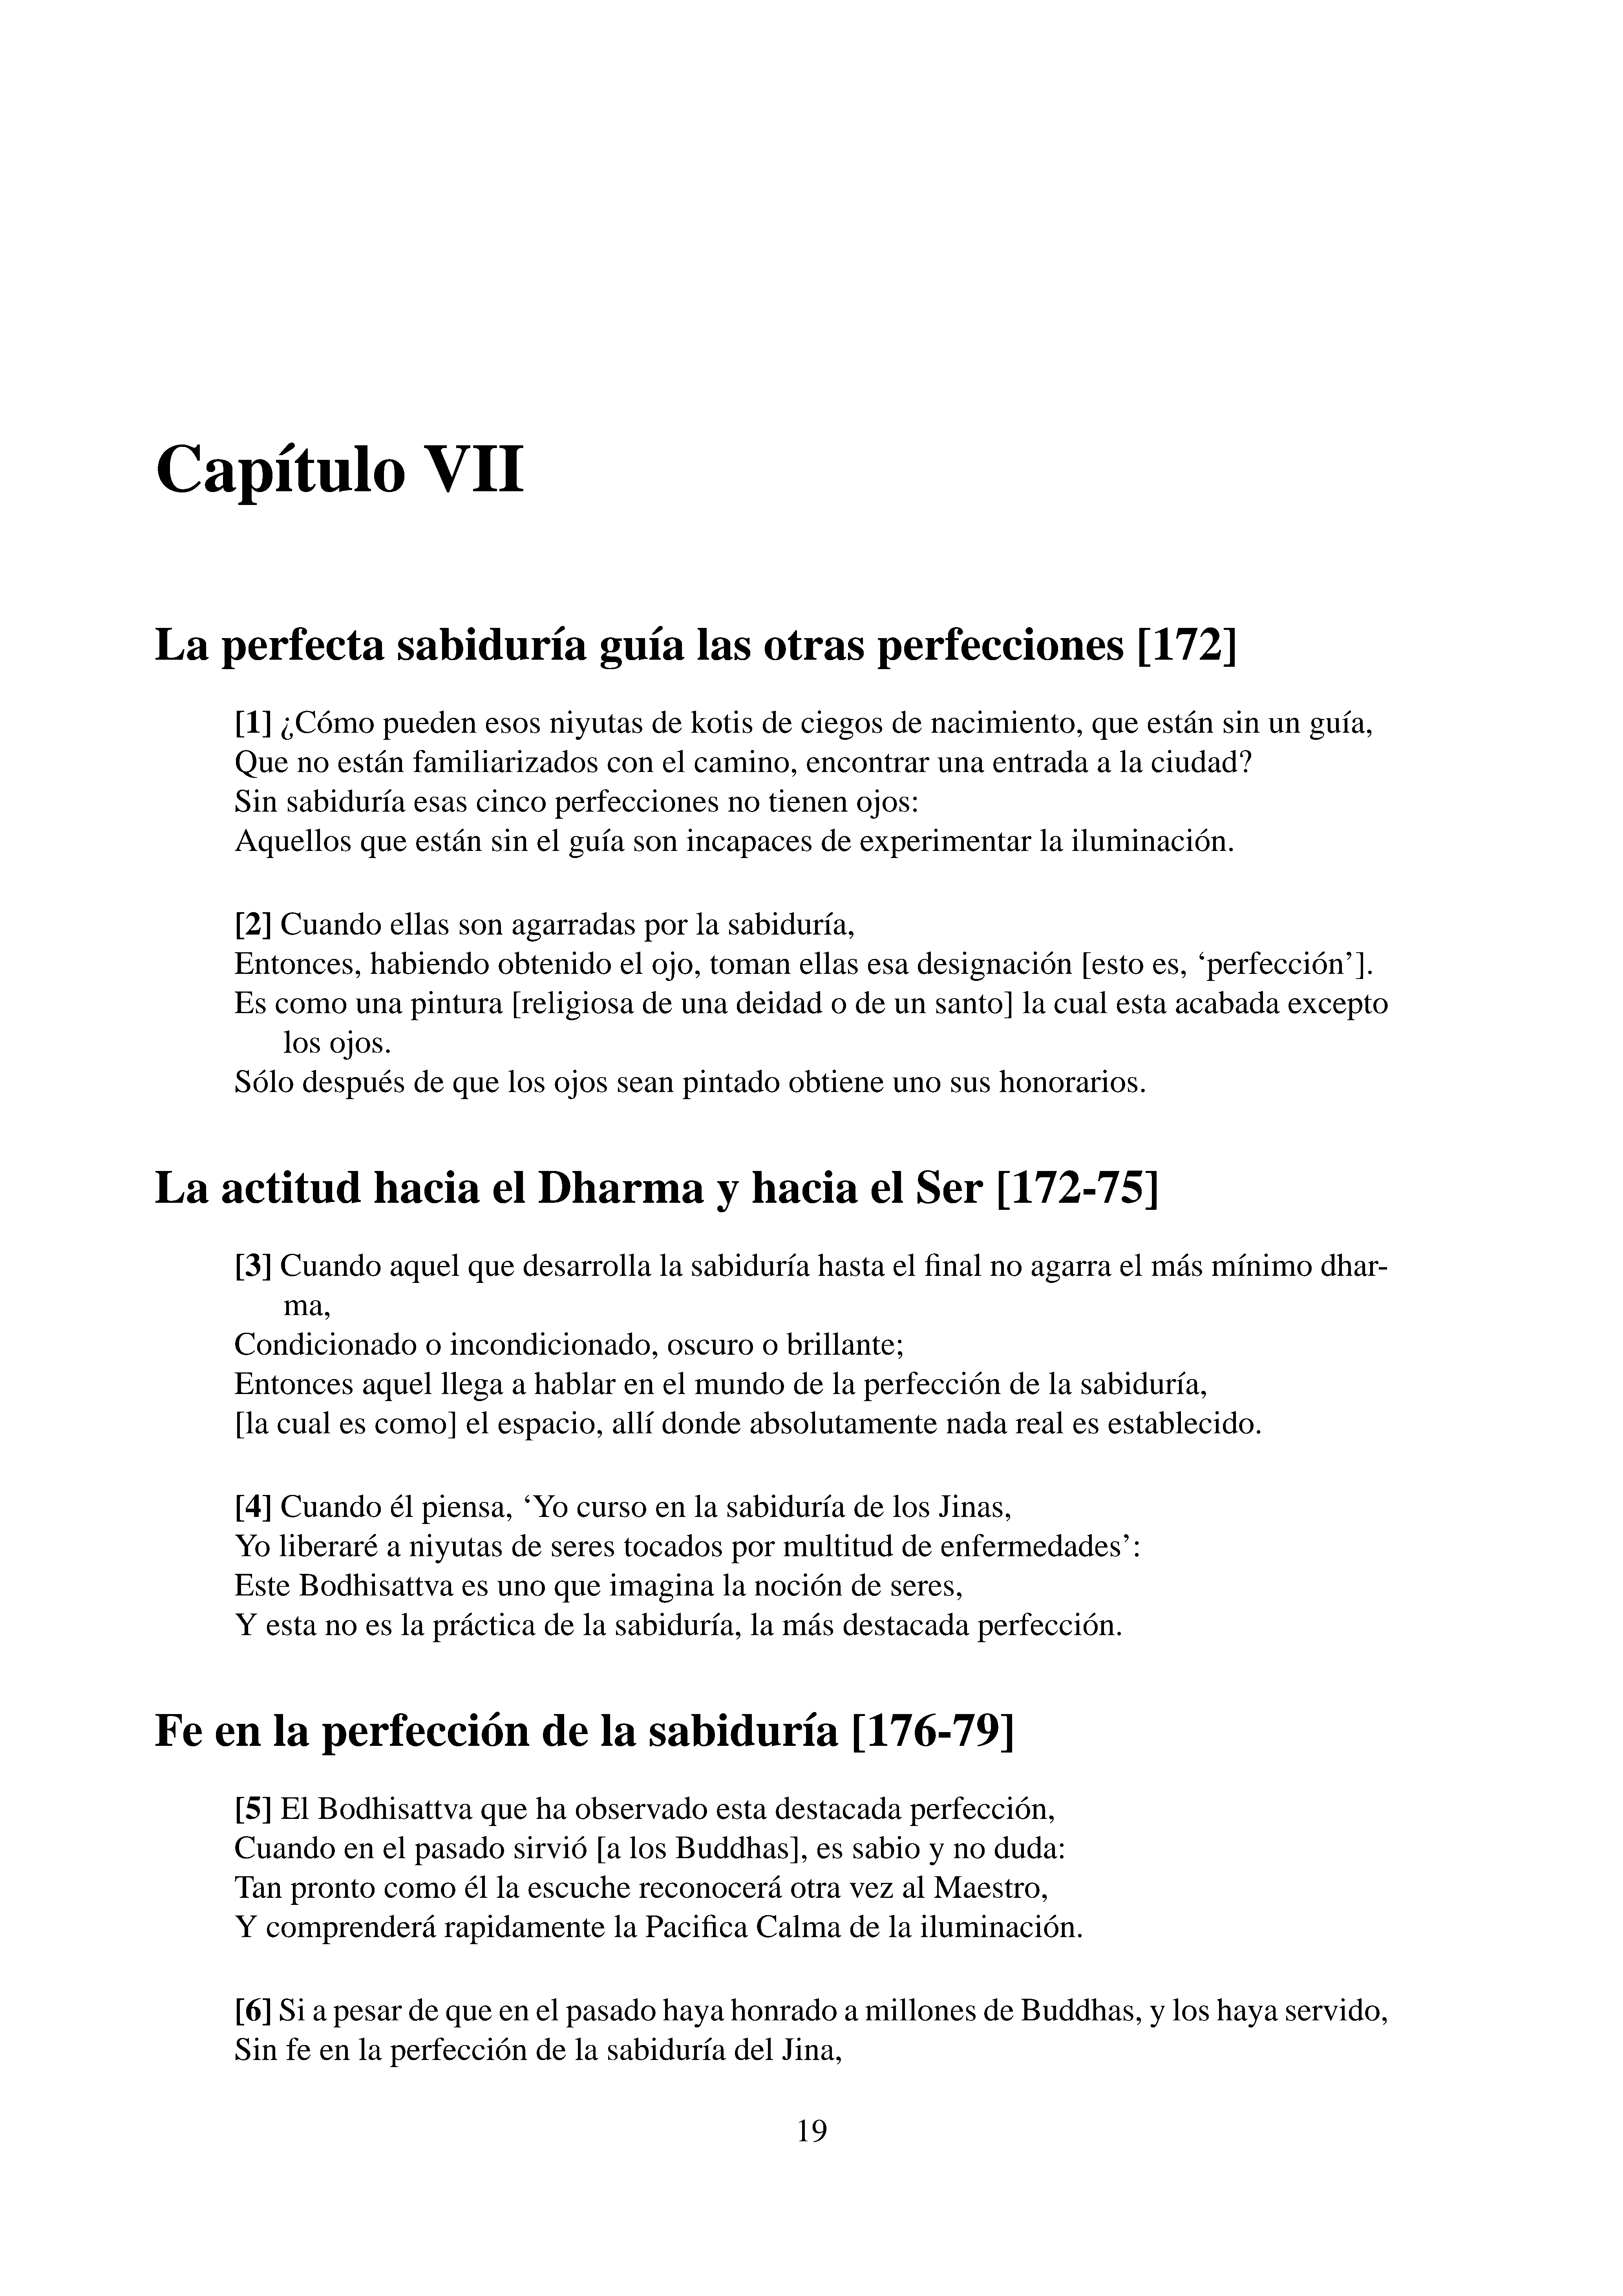 Capítulo VII
La perfecta sabiduría guía las otras perfecciones [172]
[1] ¿Cómo pueden esos niyutas de kotis de ciegos de nacimiento, que están sin un guía,
Que no están familiarizados con el camino, encontrar una entrada a la ciudad?
Sin sabiduría esas cinco perfecciones no tienen ojos:
Aquellos que están sin el guía son incapaces de experimentar la iluminación.
[2] Cuando ellas son agarradas por la sabiduría,
Entonces, habiendo obtenido el ojo, toman ellas esa designación [esto es, ‘perfección’].
Es como una pintura [religiosa de una deidad o de un santo] la cual esta acabada excepto
los ojos.
Sólo después de que los ojos sean pintado obtiene uno sus honorarios.
La actitud hacia el Dharma y hacia el Ser [172-75]
[3] Cuando aquel que desarrolla la sabiduría hasta el final no agarra el más mínimo dhar-
ma,
Condicionado o incondicionado, oscuro o brillante;
Entonces aquel llega a hablar en el mundo de la perfección de la sabiduría,
[la cual es como] el espacio, allí donde absolutamente nada real es establecido.
[4] Cuando él piensa, ‘Yo curso en la sabiduría de los Jinas,
Yo liberaré a niyutas de seres tocados por multitud de enfermedades’:
Este Bodhisattva es uno que imagina la noción de seres,
Y esta no es la práctica de la sabiduría, la más destacada perfección.
Fe en la perfección de la sabiduría [176-79]
[5] El Bodhisattva que ha observado esta destacada perfección,
Cuando en el pasado sirvió [a los Buddhas], es sabio y no duda:
Tan pronto como él la escuche reconocerá otra vez al Maestro,
Y comprenderá rapidamente la Pacifica Calma de la iluminación.
[6] Si a pesar de que en el pasado haya honrado a millones de Buddhas, y los haya servido,
Sin fe en la perfección de la sabiduría del Jina,
19